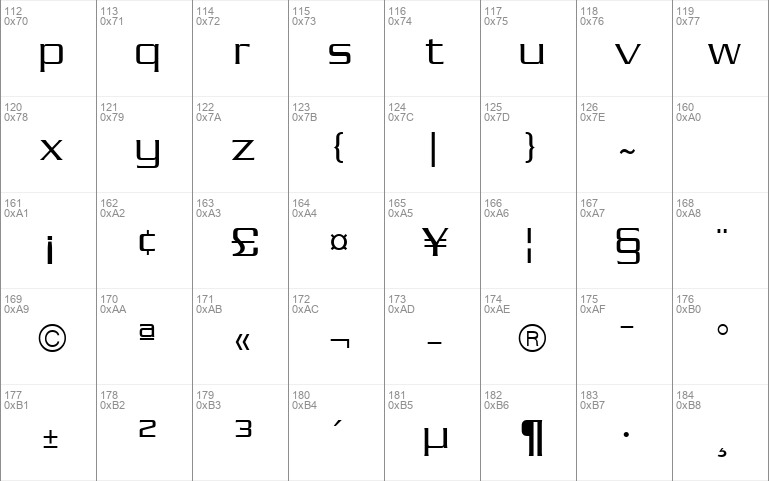 112 113 114 115 116 117 118 119
0x70 0x71 0x72 0x73 0x74 0x75 0x76 0x77
p q r s t u v w
120 121 122 123 124 125 126 160
0x78 0x79 0x7A 0x7B 0x7C 0x7D 0x7E 0xA0
x y z { | } ~
161 162 163 164 165 166 167 168
0xA1 0xA2 0xA3 0xA4 0xA5 0xA6 0xA7 0xA8
¡ ¢ £ ¤ ¥ ¦ § ¨
169 170 171 172 173 174 175 176
0xA9 0xAA 0xAB 0xAC 0xAD 0xAE 0xAF 0xB0
© ª « ¬ - ® ¯ °
177 178 179 180 181 182 183 184
0xB1 0xB2 0xB3 0xB4 0xB5 0xB6 0xB7 0xB8
± ² ³ ´ µ ¶ · ¸